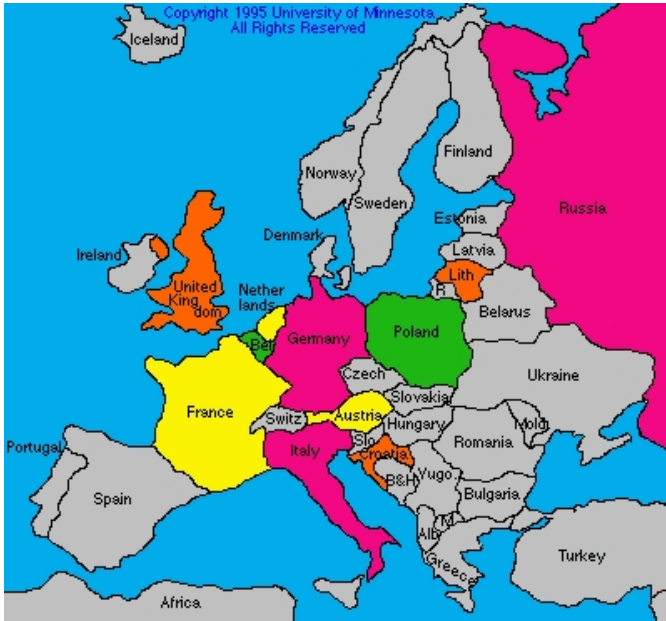 Copyright 1995 University of Minnesota
All Rights Reserved
Iceland
Norway
Sweden
Finland
Russia
Estonia
Latvia
Lith
R
Belarus
Denmark
Ireland
United
King
dom
Nether
lands
Bel
Germany
Poland
Czech
Slovakia
Ukraine
France
Switz
Austria
Hungary
Mold
Romania
Slo
Croatia
B&H
Yugo.
Italy
Portugal
Spain
Bulgaria
M
Alb
Greece
Turkey
Africa